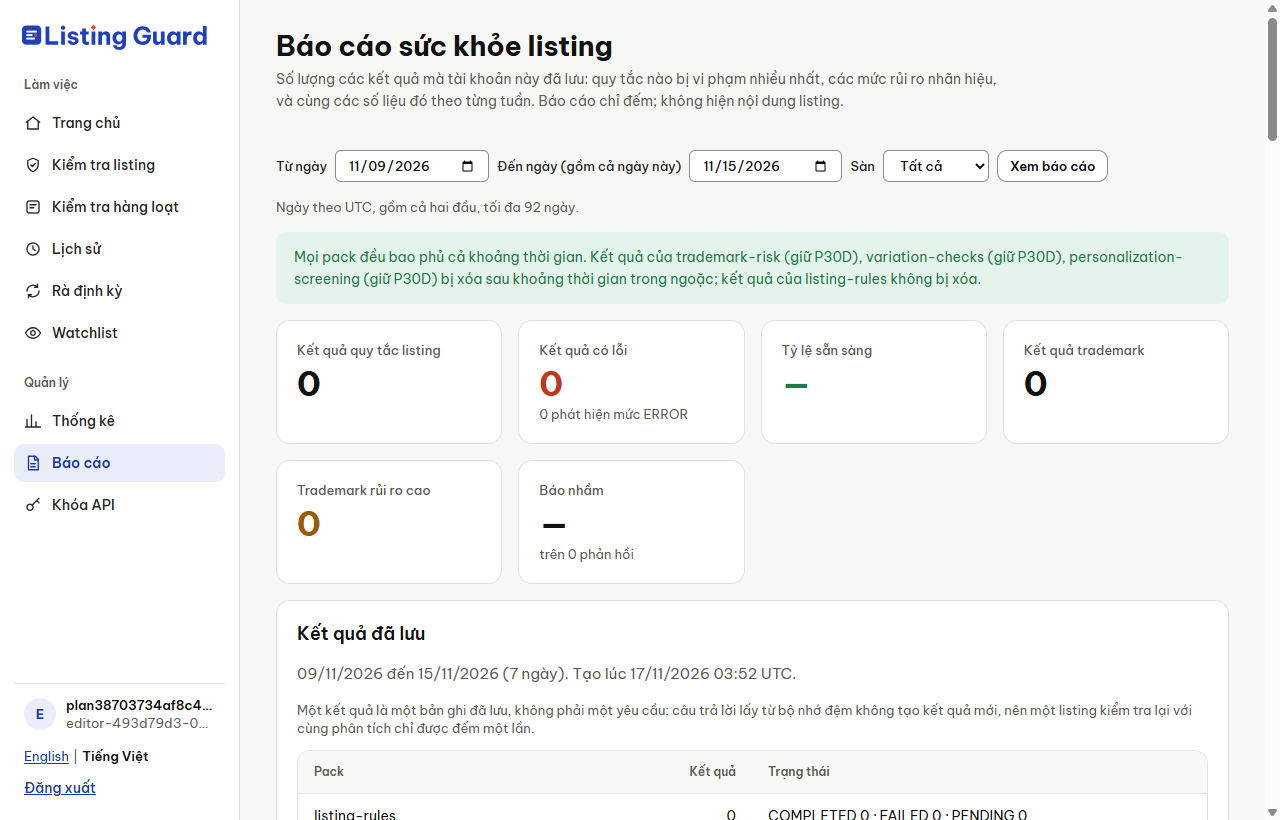 Listing Guard
Làm việc
Trang chủ
Kiểm tra listing
Kiểm tra hàng loạt
Lịch sử
Rà định kỳ
Watchlist
Quản lý
Thống kê
Báo cáo
Khóa API
plan38703734af8c4...
editor-493d79d3-0...
English | Tiếng Việt
Đăng xuất
Báo cáo sức khỏe listing
Số lượng các kết quả mà tài khoản này đã lưu: quy tắc nào bị vi phạm nhiều nhất, các mức rủi ro nhãn hiệu,
và cùng các số liệu đó theo từng tuần. Báo cáo chỉ đếm; không hiện nội dung listing.
Từ ngày 11/09/2026 Đến ngày (gồm cả ngày này) 11/15/2026 Sàn Tất cả Xem báo cáo
Ngày theo UTC, gồm cả hai đầu, tối đa 92 ngày.
Mọi pack đều bao phủ cả khoảng thời gian. Kết quả của trademark-risk (giữ P30D), variation-checks (giữ P30D), personalization-
screening (giữ P30D) bị xóa sau khoảng thời gian trong ngoặc; kết quả của listing-rules không bị xóa.
Kết quả quy tắc listing
0
Kết quả có lỗi
0
0 phát hiện mức ERROR
Tỷ lệ sẵn sàng
—
Kết quả trademark
0
Trademark rủi ro cao
0
Báo nhầm
—
trên 0 phản hồi
Kết quả đã lưu
09/11/2026 đến 15/11/2026 (7 ngày). Tạo lúc 17/11/2026 03:52 UTC.
Một kết quả là một bản ghi đã lưu, không phải một yêu cầu: câu trả lời lấy từ bộ nhớ đệm không tạo kết quả mới, nên một listing kiểm tra lại với
cùng phân tích chỉ được đếm một lần.
Pack Kết quả Trạng thái
listing-rules 0 COMPLETED 0 · FAILED 0 · PENDING 0